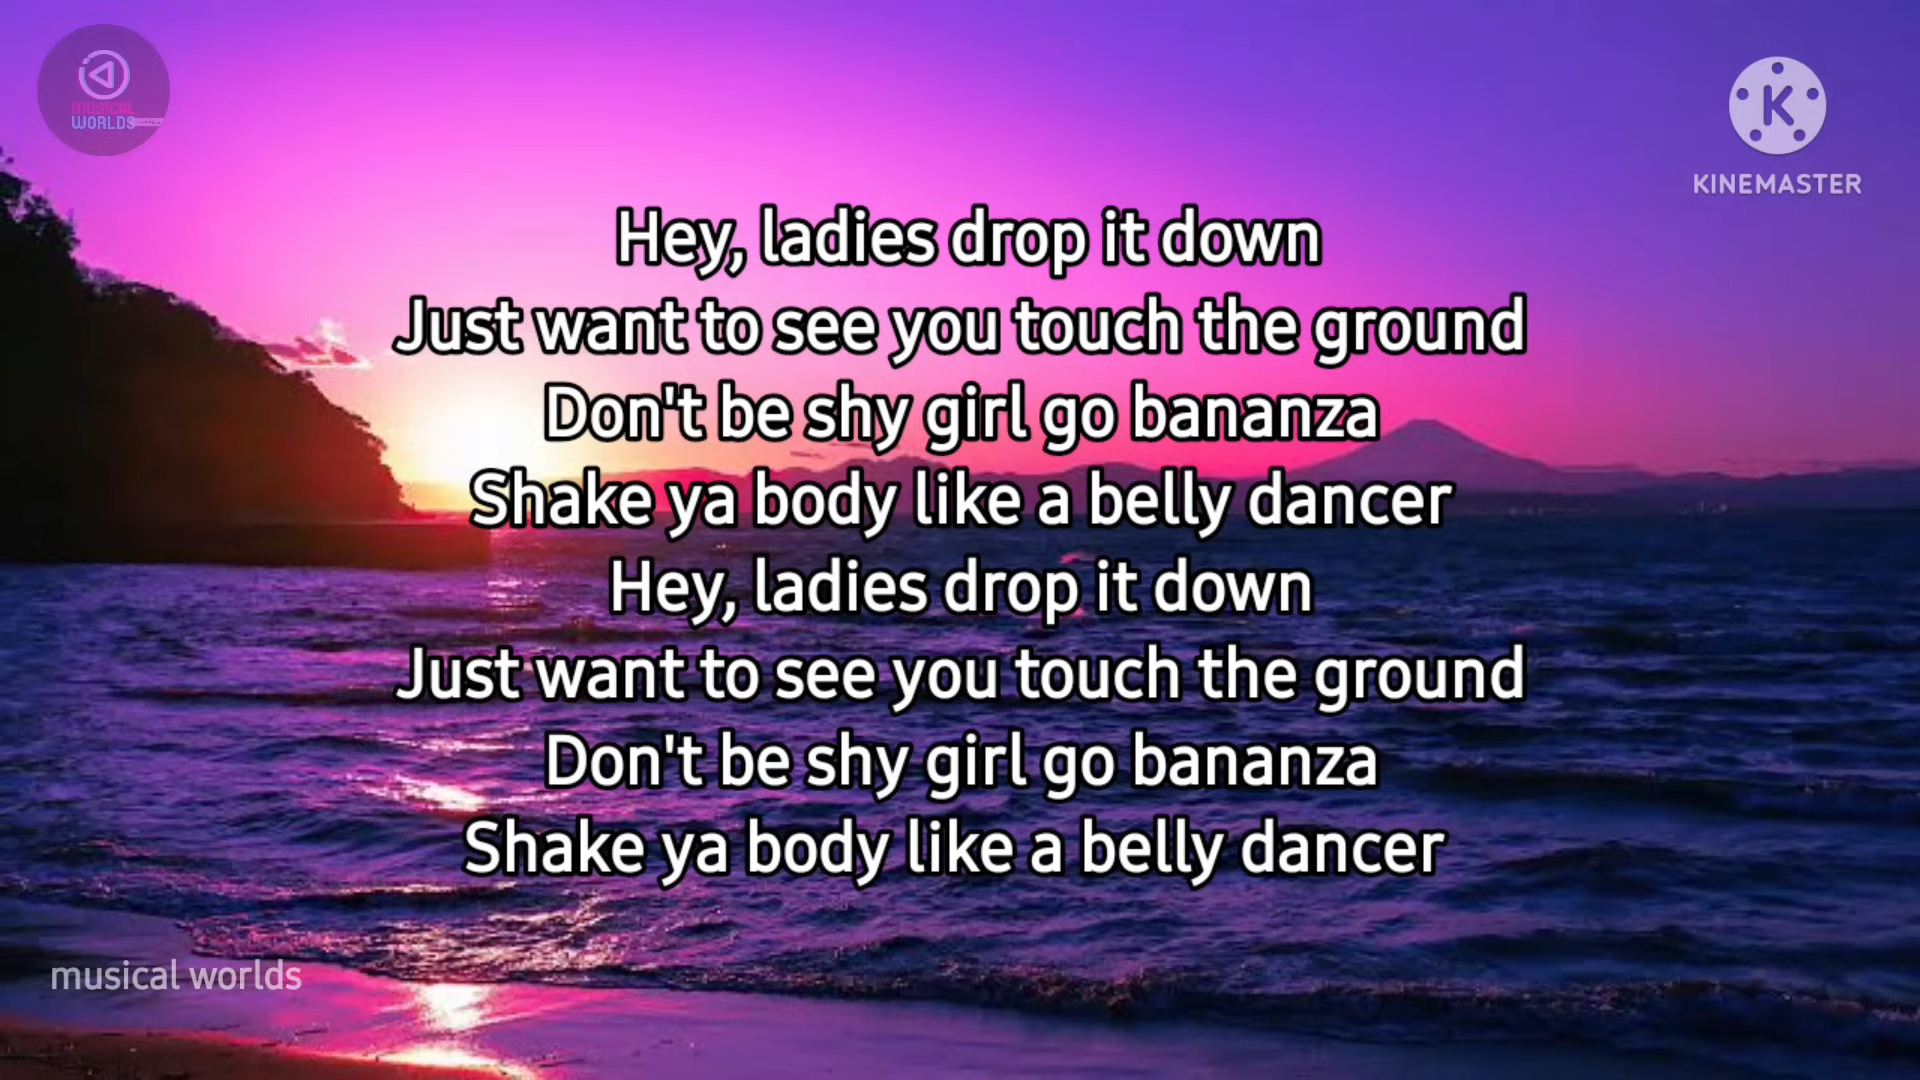 MUSICAL
WORLDS
KINEMASTER
Hey, ladies drop it down
Just want to see you touch the ground
Don't be shy girl go bananza
Shake ya body like a belly dancer
Hey, ladies drop it down
Just want to see you touch the ground
Don't be shy girl go bananza
Shake ya body like a belly dancer
musical worlds